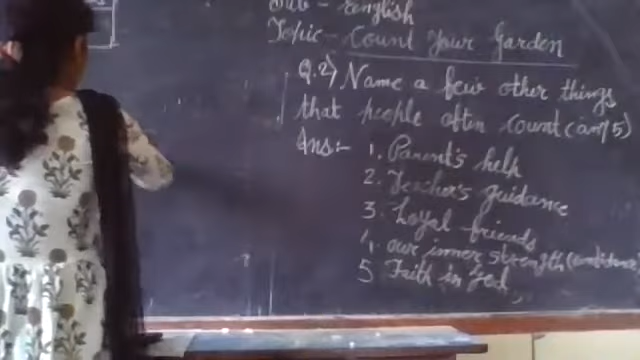 Sub - English
Topic - Count Your Garden
Q.2) Name a few other things
that people often count (any 5)
Ans:- 1. Parent's help
2. Teacher's guidance
3. Loyal friends
4. our inner strength (confidence)
5. Faith in God